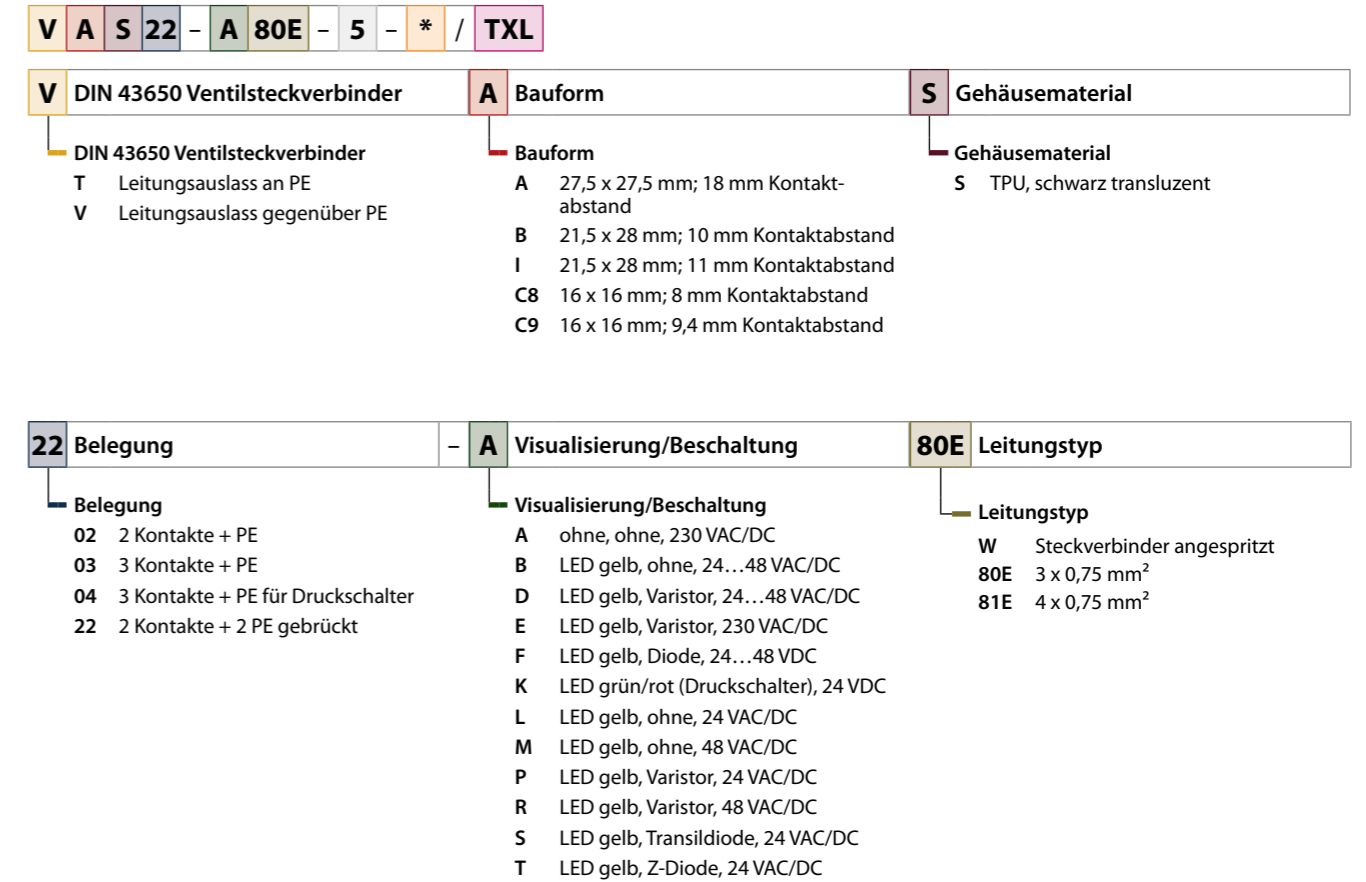 V A S 22 – A 80E – 5 – * / TXL
V DIN 43650 Ventilsteckverbinder
A Bauform
S Gehäusematerial
DIN 43650 Ventilsteckverbinder
T Leitungsauslass an PE
V Leitungsauslass gegenüber PE
Bauform
A 27,5 x 27,5 mm; 18 mm Kontakt-
abstand
B 21,5 x 28 mm; 10 mm Kontaktabstand
I 21,5 x 28 mm; 11 mm Kontaktabstand
C8 16 x 16 mm; 8 mm Kontaktabstand
C9 16 x 16 mm; 9,4 mm Kontaktabstand
Gehäusematerial
S TPU, schwarz transluzent
22 Belegung –
A Visualisierung/Beschaltung
80E Leitungstyp
Belegung
02 2 Kontakte + PE
03 3 Kontakte + PE
04 3 Kontakte + PE für Druckschalter
22 2 Kontakte + 2 PE gebrückt
Visualisierung/Beschaltung
A ohne, ohne, 230 VAC/DC
B LED gelb, ohne, 24…48 VAC/DC
D LED gelb, Varistor, 24…48 VAC/DC
E LED gelb, Varistor, 230 VAC/DC
F LED gelb, Diode, 24…48 VDC
K LED grün/rot (Druckschalter), 24 VDC
L LED gelb, ohne, 24 VAC/DC
M LED gelb, ohne, 48 VAC/DC
P LED gelb, Varistor, 24 VAC/DC
R LED gelb, Varistor, 48 VAC/DC
S LED gelb, Transildiode, 24 VAC/DC
T LED gelb, Z-Diode, 24 VAC/DC
Leitungstyp
W Steckverbinder angespritzt
80E 3 x 0,75 mm²
81E 4 x 0,75 mm²